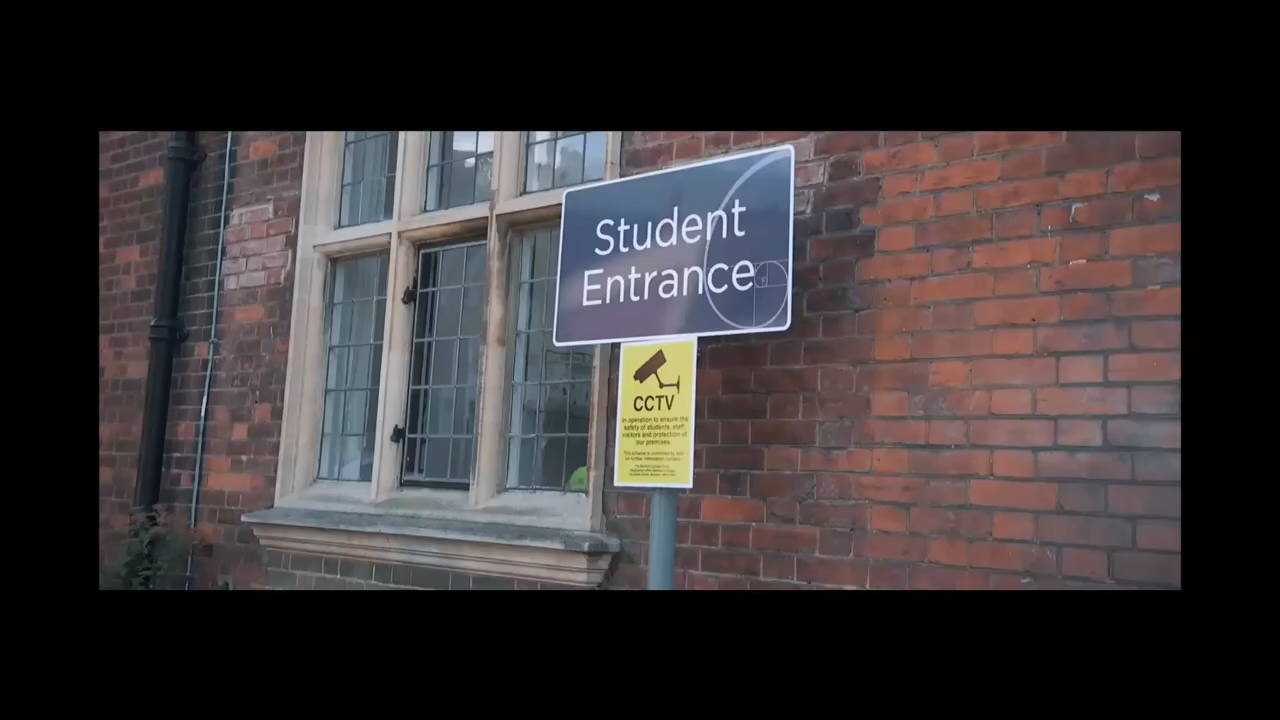 Student
Entrance
CCTV
In operation to ensure the
safety of students, staff,
visitors and protection of
our premises.